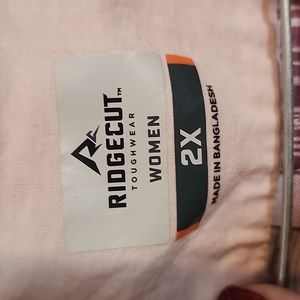 RIDGECUT™
TOUGHWEAR
WOMEN
2X
MADE IN BANGLADESH